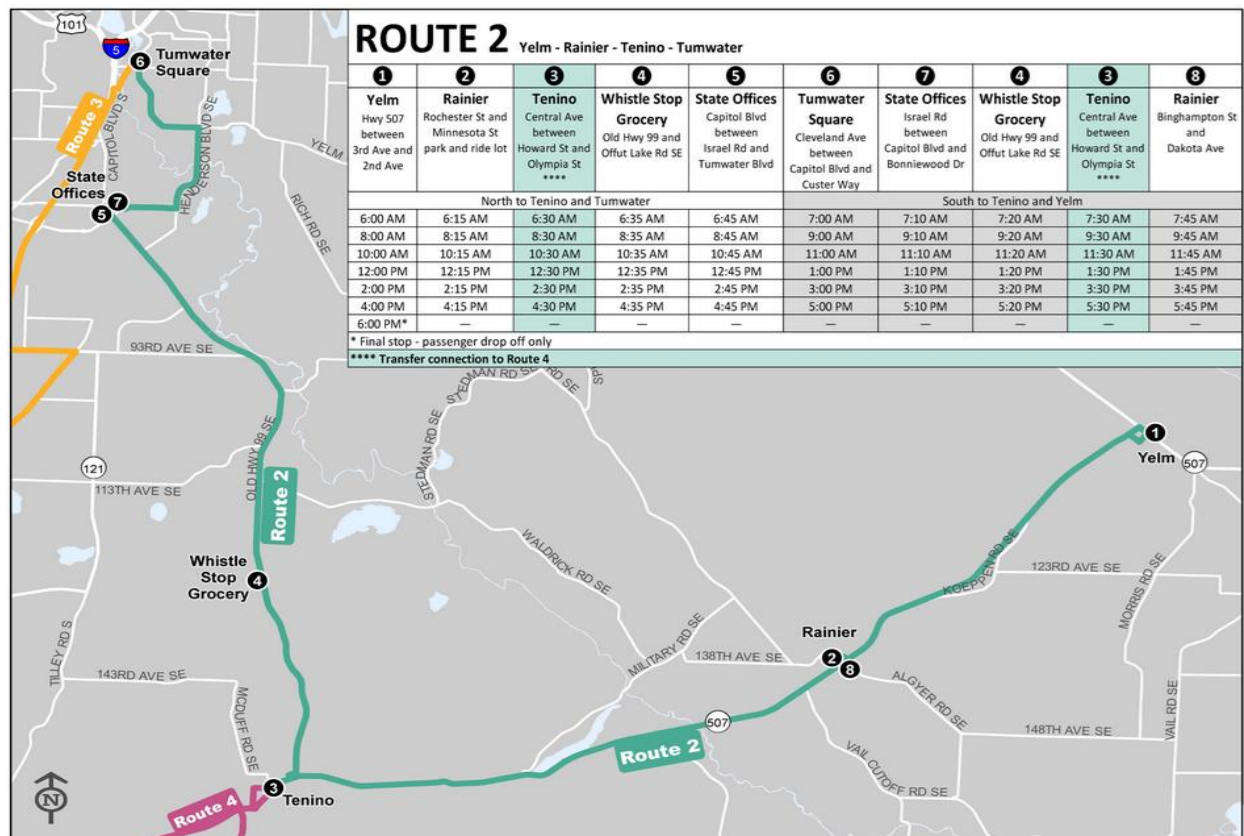 ROUTE 2 Yelm - Rainier - Tenino - Tumwater
1 2 3 4 5 6 7 4 3 8
Yelm
Hwy 507
between
3rd Ave and
2nd Ave
Rainier
Rochester St and
Minnesota St
park and ride lot
Tenino
Central Ave
between
Howard St and
Olympia St
****
Whistle Stop
Grocery
Old Hwy 99 and
Offut Lake Rd SE
State Offices
Capitol Blvd
between
Israel Rd and
Tumwater Blvd
Tumwater
Square
Cleveland Ave
between
Capitol Blvd and
Custer Way
State Offices
Israel Rd
between
Capitol Blvd and
Bonniewood Dr
Whistle Stop
Grocery
Old Hwy 99 and
Offut Lake Rd SE
Tenino
Central Ave
between
Howard St and
Olympia St
****
Rainier
Binghampton St
and
Dakota Ave
North to Tenino and Tumwater South to Tenino and Yelm
6:00 AM 6:15 AM 6:30 AM 6:35 AM 6:45 AM 7:00 AM 7:10 AM 7:20 AM 7:30 AM 7:45 AM
8:00 AM 8:15 AM 8:30 AM 8:35 AM 8:45 AM 9:00 AM 9:10 AM 9:20 AM 9:30 AM 9:45 AM
10:00 AM 10:15 AM 10:30 AM 10:35 AM 10:45 AM 11:00 AM 11:10 AM 11:20 AM 11:30 AM 11:45 AM
12:00 PM 12:15 PM 12:30 PM 12:35 PM 12:45 PM 1:00 PM 1:10 PM 1:20 PM 1:30 PM 1:45 PM
2:00 PM 2:15 PM 2:30 PM 2:35 PM 2:45 PM 3:00 PM 3:10 PM 3:20 PM 3:30 PM 3:45 PM
4:00 PM 4:15 PM 4:30 PM 4:35 PM 4:45 PM 5:00 PM 5:10 PM 5:20 PM 5:30 PM 5:45 PM
6:00 PM* — — — — — — — — —
* Final stop - passenger drop off only
**** Transfer connection to Route 4
101
5
6 Tumwater
Square
Route 3
CAPITOL BLVD S
HENDERSON BLVD SE
YELM
RICH RD SE
State
Offices
7
5
93RD AVE SE
STEDMAN RD SE
RD SE
OLD HWY 99 SE
STEDMAN RD SE
121
113TH AVE SE
Route 2
1
Yelm
507
Whistle
Stop
Grocery
4
WALDRICK RD SE
KOEPPEN RD SE
123RD AVE SE
MORRIS RD SE
TILLEY RD S
143RD AVE SE
MCDUFF RD SE
MILITARY RD SE
Rainier
2
8
138TH AVE SE
ALGYER RD SE
148TH AVE SE
VAIL RD SE
507
Route 2
VAIL CUTOFF RD SE
N
3
Tenino
Route 4